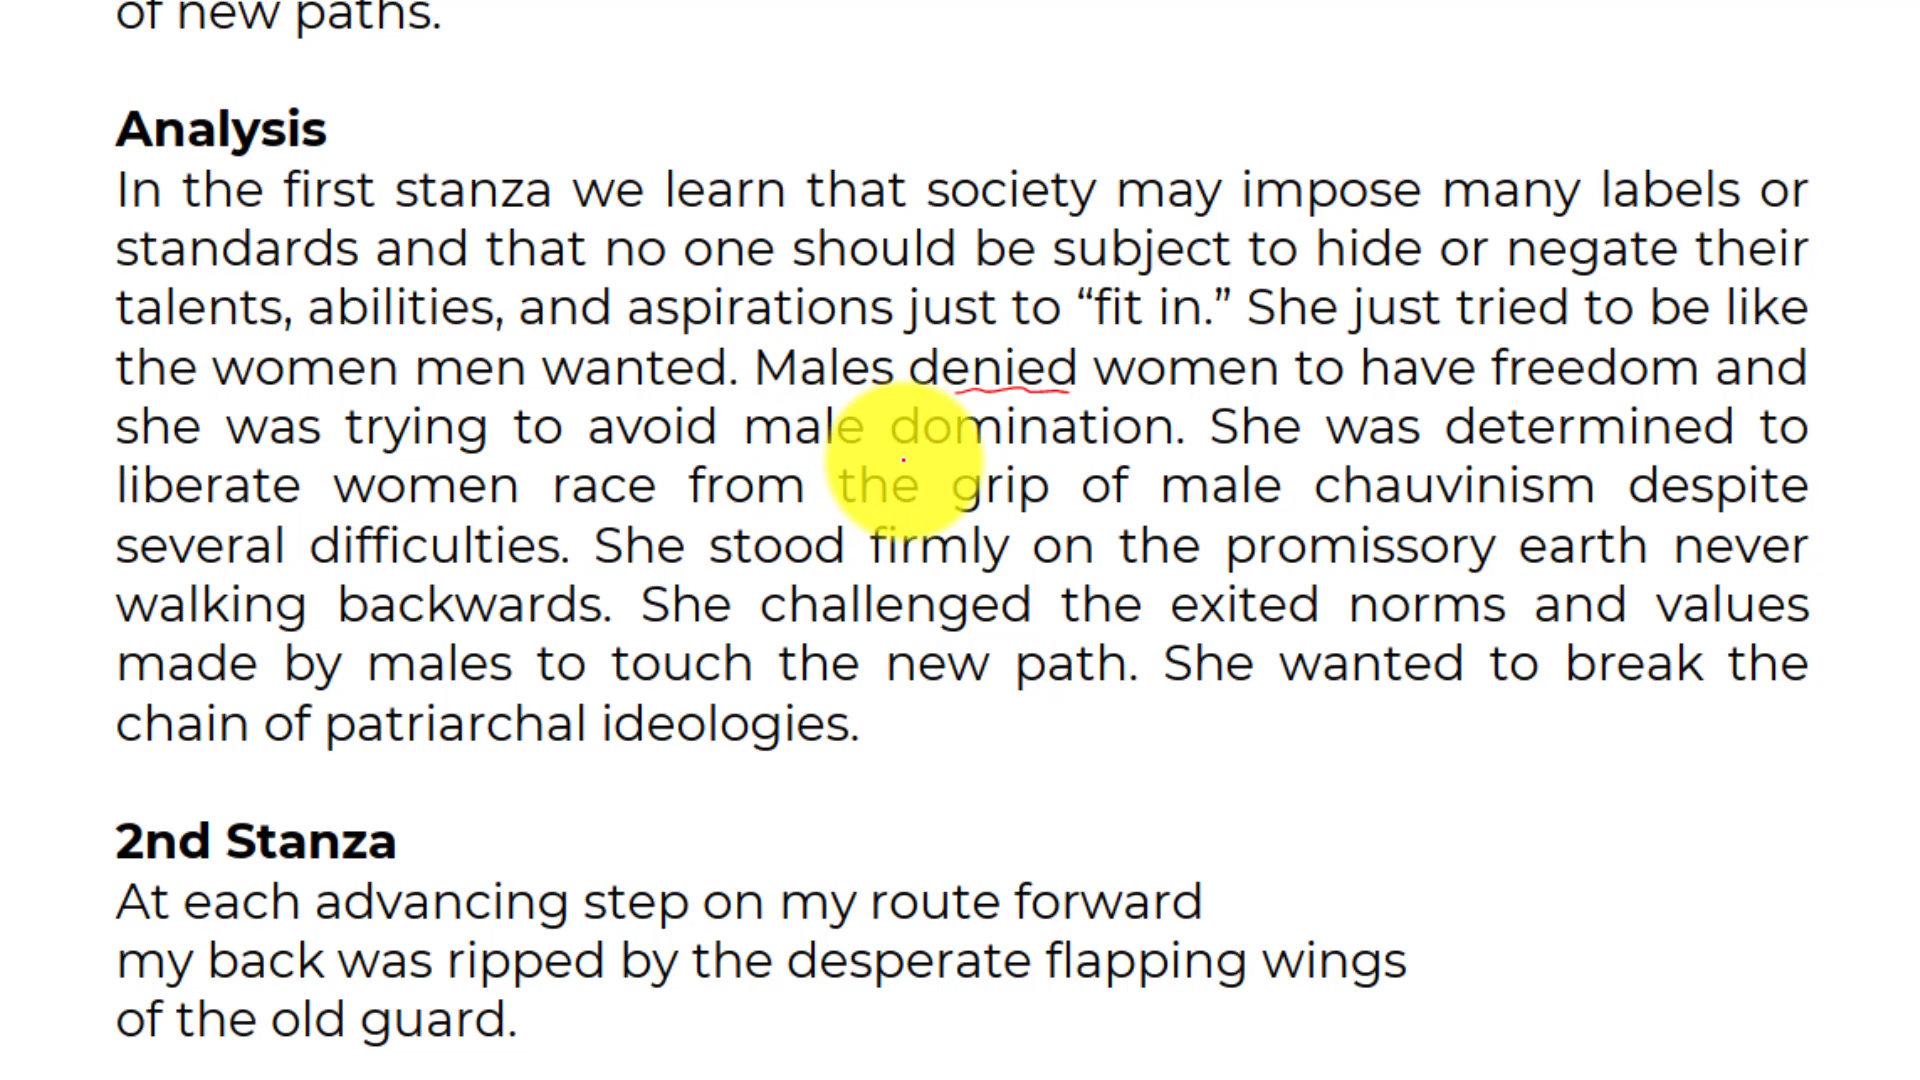 of new paths.
Analysis
In the first stanza we learn that society may impose many labels or
standards and that no one should be subject to hide or negate their
talents, abilities, and aspirations just to “fit in.” She just tried to be like
the women men wanted. Males denied women to have freedom and
she was trying to avoid male domination. She was determined to
liberate women race from the grip of male chauvinism despite
several difficulties. She stood firmly on the promissory earth never
walking backwards. She challenged the exited norms and values
made by males to touch the new path. She wanted to break the
chain of patriarchal ideologies.
2nd Stanza
At each advancing step on my route forward
my back was ripped by the desperate flapping wings
of the old guard.